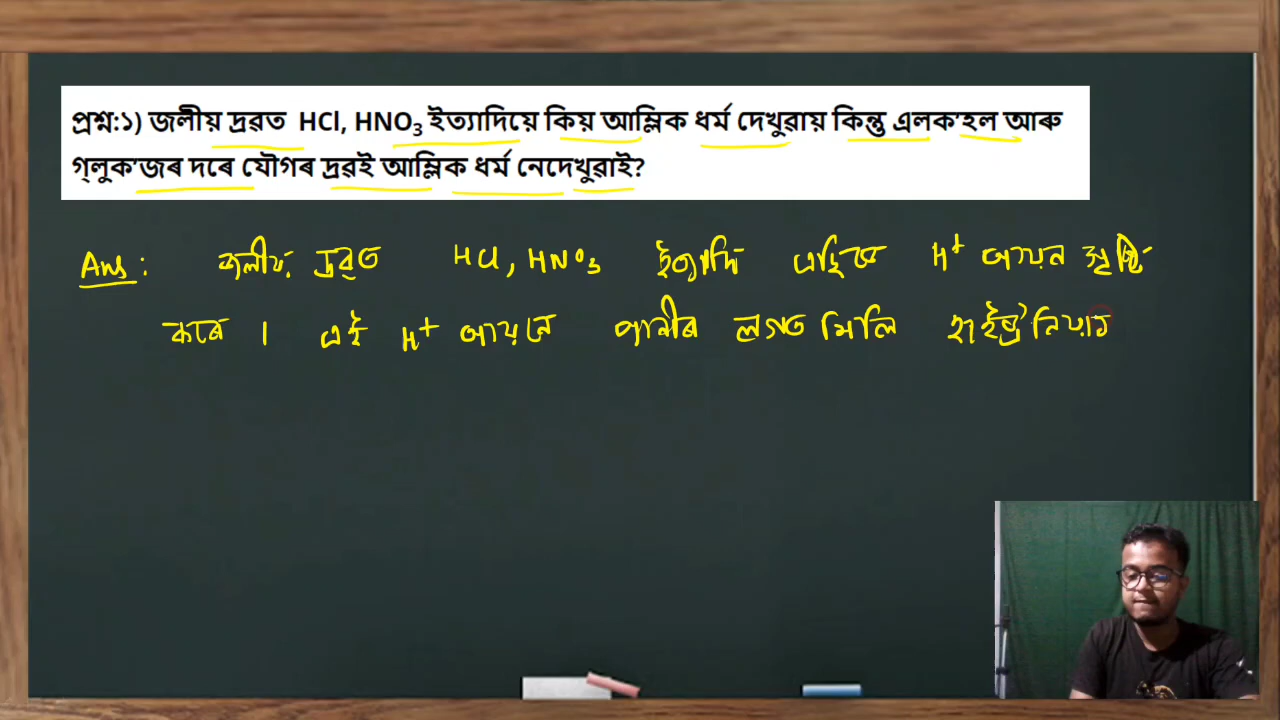 প্ৰশ্ন:১) জলীয় দ্ৰৱত HCl, HNO₃ ইত্যাদিয়ে কিয় আম্লিক ধৰ্ম দেখুৱায় কিন্তু এলক'হল আৰু
গ্লুক'জৰ দৰে যৌগৰ দ্ৰৱই আম্লিক ধৰ্ম নেদেখুৱাই?
Ans: জলীয় দ্ৰৱত HCl, HNO₃ ইত্যাদি এচিডে H⁺ আয়ন সৃষ্টি
কৰে । এই H⁺ আয়নে পানীৰ লগত মিলি হাইড্ৰ'নিয়াম